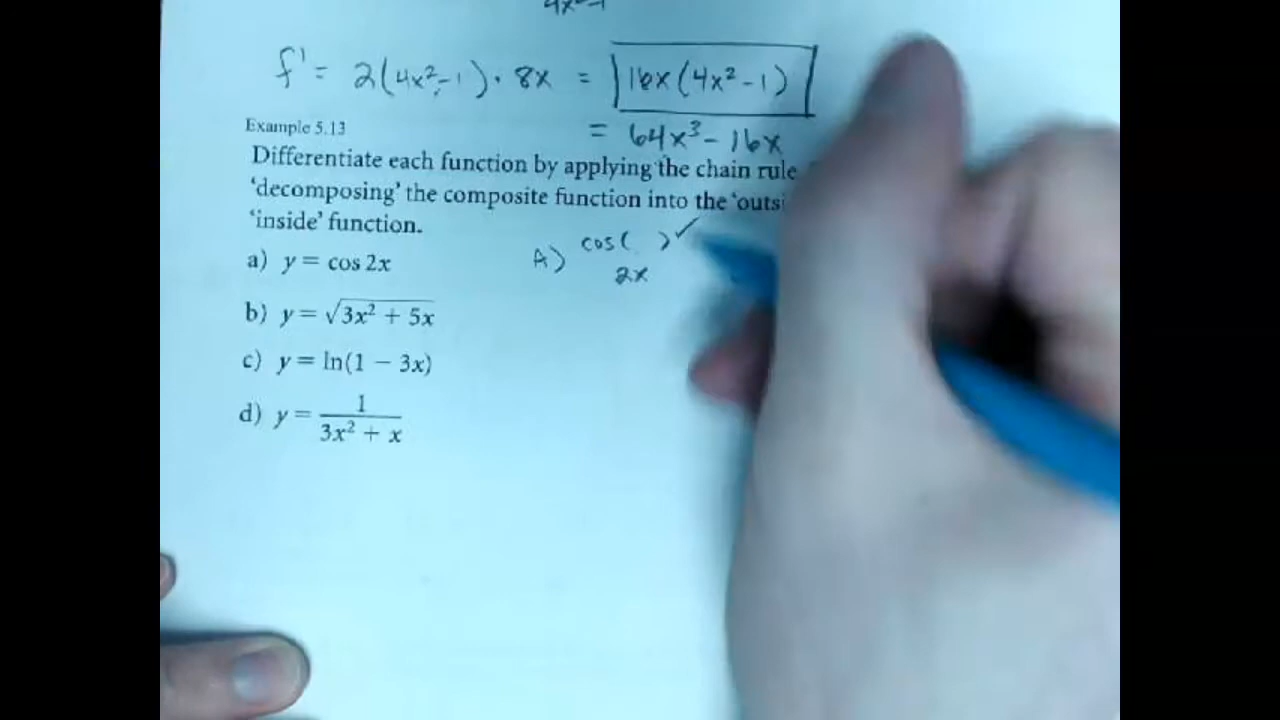 f' = 2(4x²-1) · 8x = 16x(4x²-1)
Example 5.13
= 64x³ - 16x
Differentiate each function by applying the chain rule
'decomposing' the composite function into the
'inside' function.
A) cos( ) ✓
2x
a) y = cos 2x
b) y = √(3x² + 5x)
c) y = ln(1 − 3x)
d) y = 1/(3x² + x)